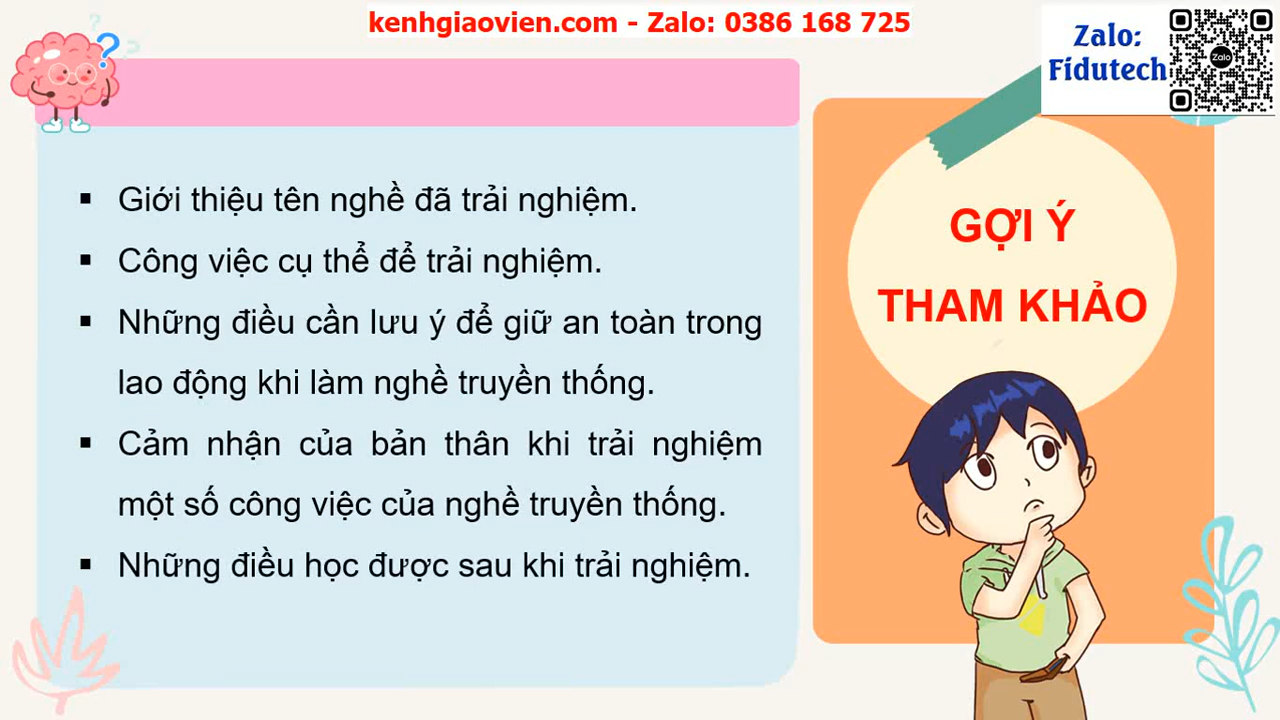 kenhgiaovien.com - Zalo: 0386 168 725
Zalo:
Fidutech
Zalo
?
▪ Giới thiệu tên nghề đã trải nghiệm.
▪ Công việc cụ thể để trải nghiệm.
▪ Những điều cần lưu ý để giữ an toàn trong
lao động khi làm nghề truyền thống.
▪ Cảm nhận của bản thân khi trải nghiệm
một số công việc của nghề truyền thống.
▪ Những điều học được sau khi trải nghiệm.
GỢI Ý
THAM KHẢO